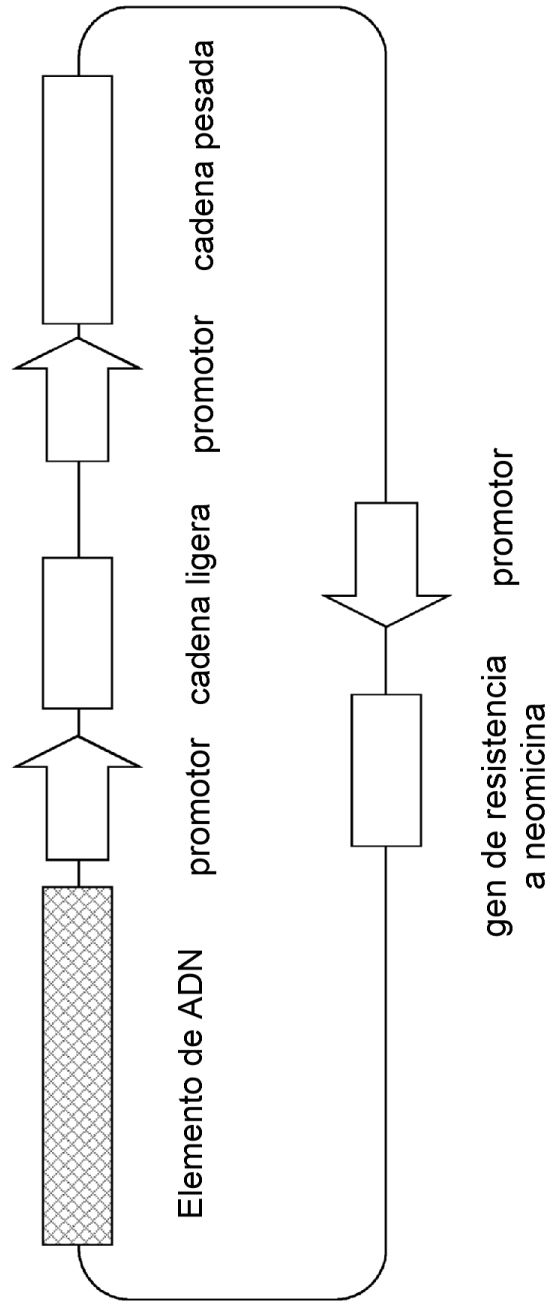 Elemento de ADN
promotor
cadena ligera
promotor
cadena pesada
gen de resistencia
a neomicina
promotor